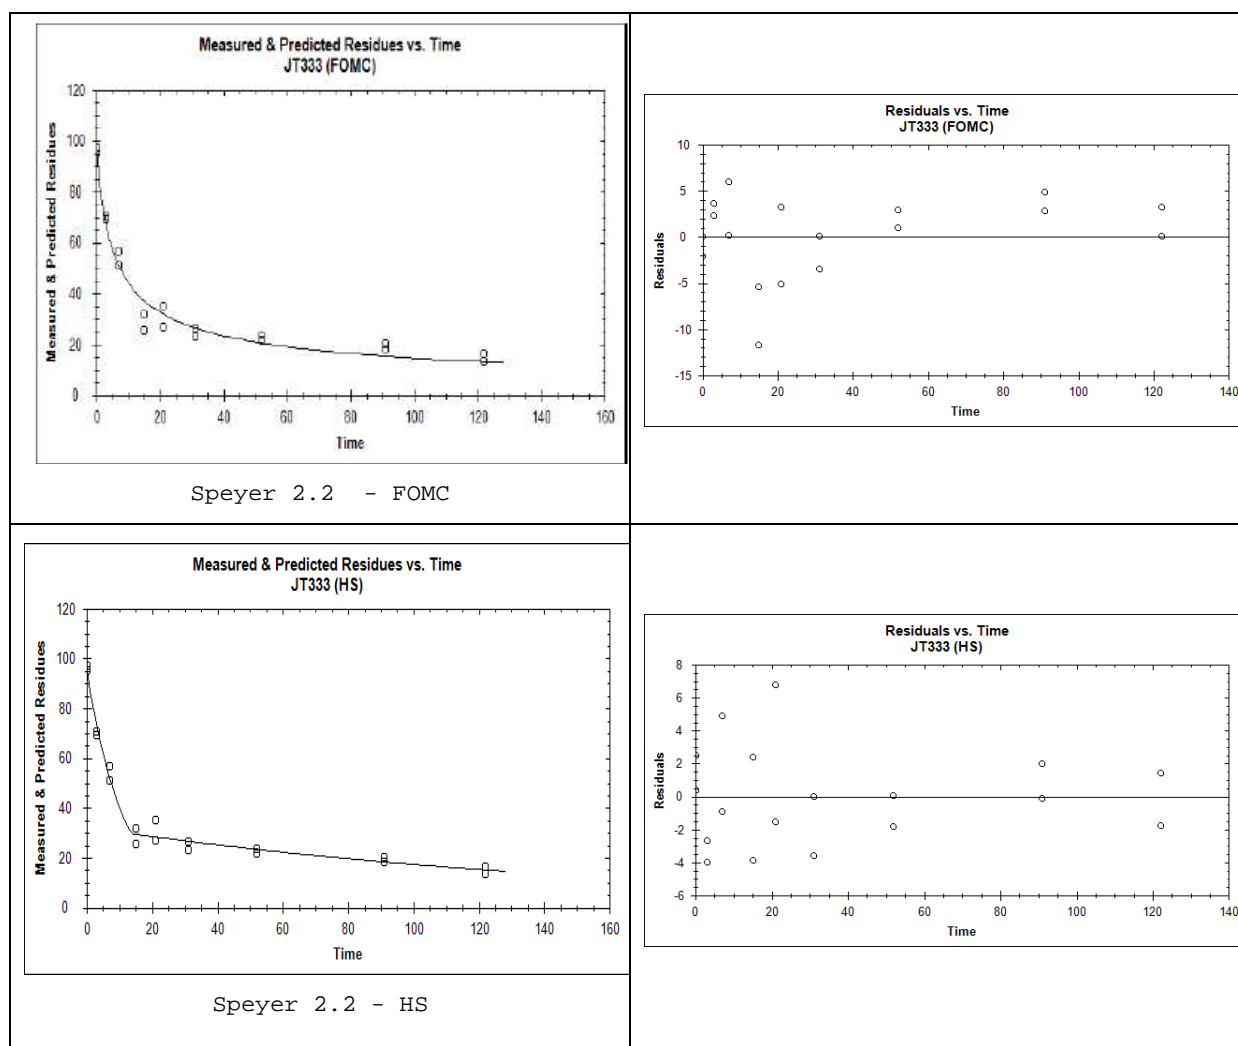 Measured & Predicted Residues vs. Time
JT333 (FOMC)
Measured & Predicted Residues
120
100
80
60
40
20
0
0 20 40 60 80 100 120 140 160
Time
Speyer 2.2 - FOMC
Residuals vs. Time
JT333 (FOMC)
Residuals
10
5
0
-5
-10
-15
0 20 40 60 80 100 120 140
Time
Measured & Predicted Residues vs. Time
JT333 (HS)
Measured & Predicted Residues
120
100
80
60
40
20
0
0 20 40 60 80 100 120 140 160
Time
Speyer 2.2 - HS
Residuals vs. Time
JT333 (HS)
Residuals
8
6
4
2
0
-2
-4
-6
0 20 40 60 80 100 120 140
Time